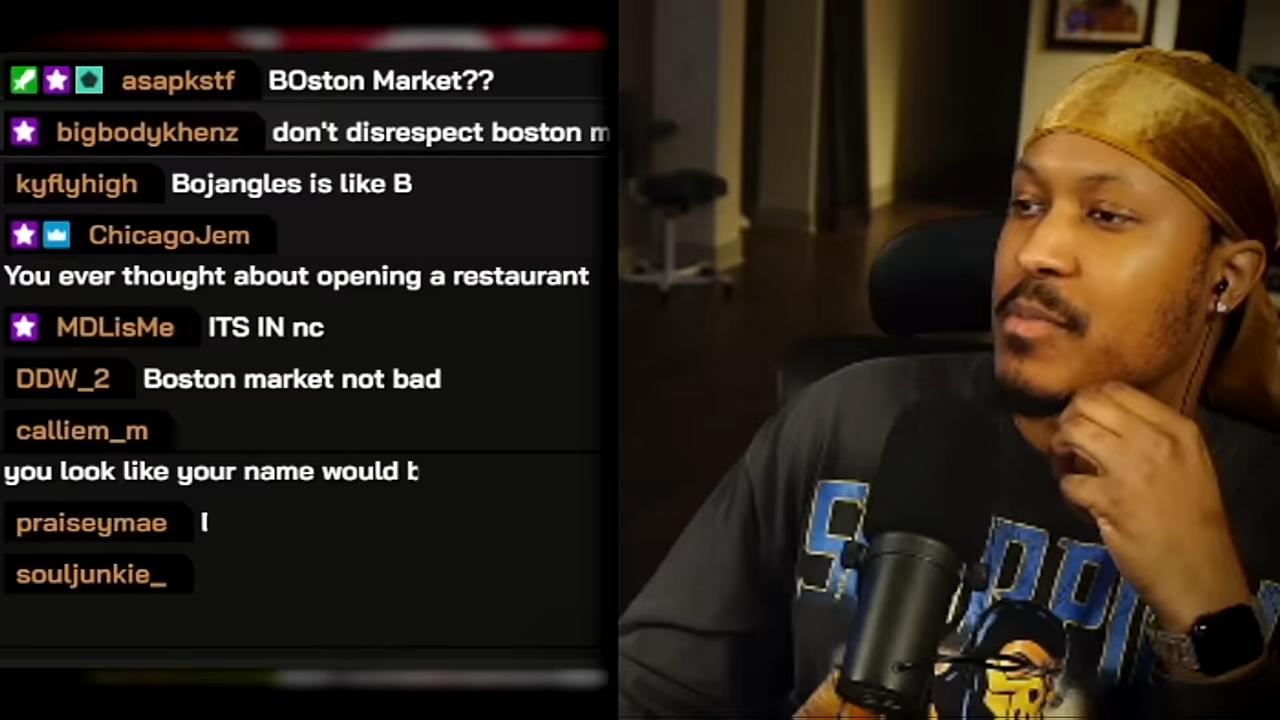 asapkstf BOston Market??
bigbodykhenz don't disrespect boston m
kyflyhigh Bojangles is like B
ChicagoJem
You ever thought about opening a restaurant
MDLisMe ITS IN nc
DDW_2 Boston market not bad
calliem_m
you look like your name would
praiseymae
souljunkie_